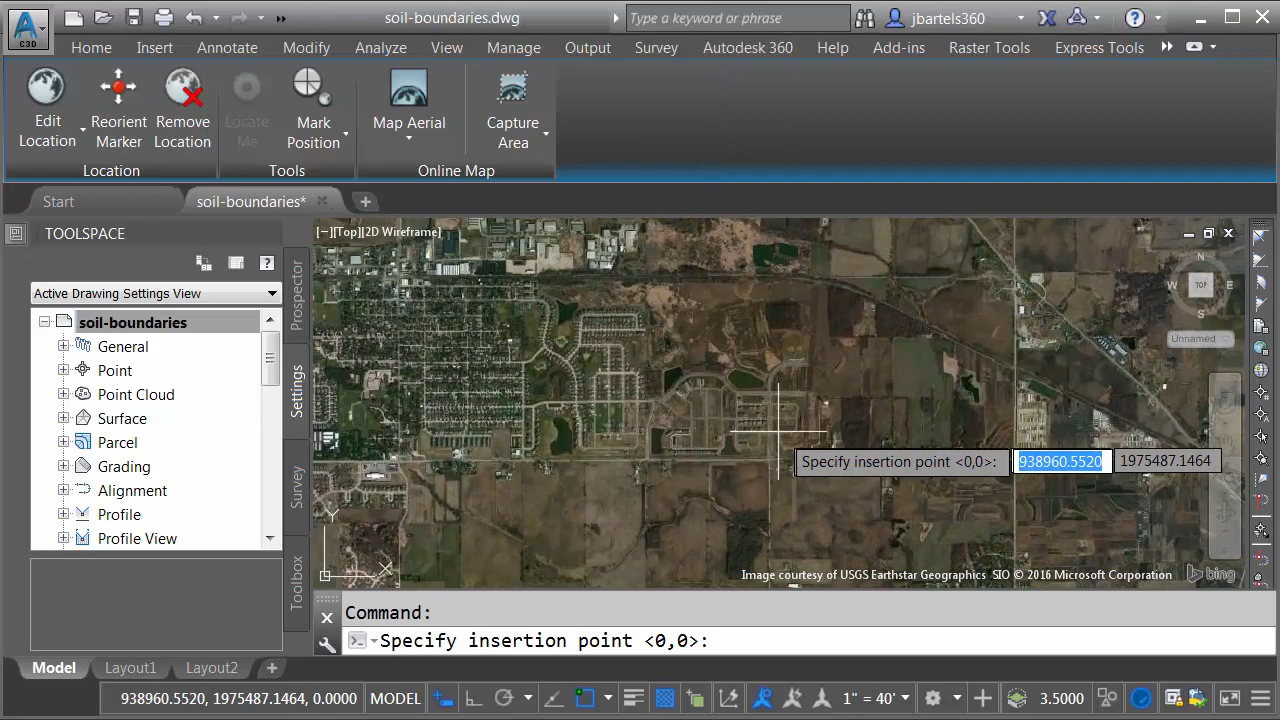 soil-boundaries.dwg
Type a keyword or phrase
jbartels360
A
C3D
Home
Insert
Annotate
Modify
Analyze
View
Manage
Output
Survey
Autodesk 360
Help
Add-ins
Raster Tools
Express Tools
Edit
Location
Reorient
Marker
Remove
Location
Locate
Me
Mark
Position
Map Aerial
Capture
Area
Location
Tools
Online Map
Start
soil-boundaries*
TOOLSPACE
Active Drawing Settings View
soil-boundaries
General
Point
Point Cloud
Surface
Parcel
Grading
Alignment
Profile
Profile View
Prospector
Settings
Survey
Toolbox
[−][Top][2D Wireframe]
N
W
TOP
E
S
Unnamed
Specify insertion point <0,0>:
938960.5520
1975487.1464
Y
X
Image courtesy of USGS Earthstar Geographics SIO © 2016 Microsoft Corporation
bing
Command:
Specify insertion point <0,0>:
Model
Layout1
Layout2
938960.5520, 1975487.1464, 0.0000
MODEL
1" = 40'
3.5000